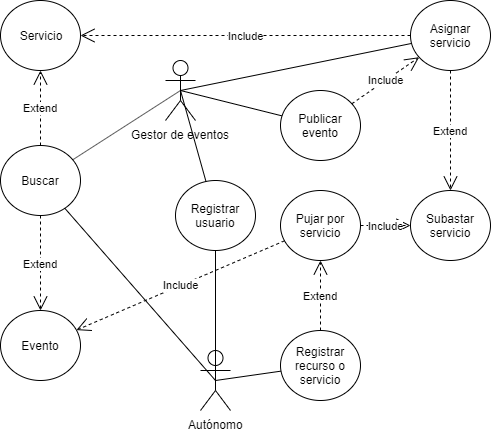 Servicio
Include
Asignar
servicio
Include
Extend
Publicar
evento
Extend
Gestor de eventos
Buscar
Registrar
usuario
Pujar por
servicio
Include
Subastar
servicio
Extend
Include
Extend
Evento
Registrar
recurso o
servicio
Autónomo